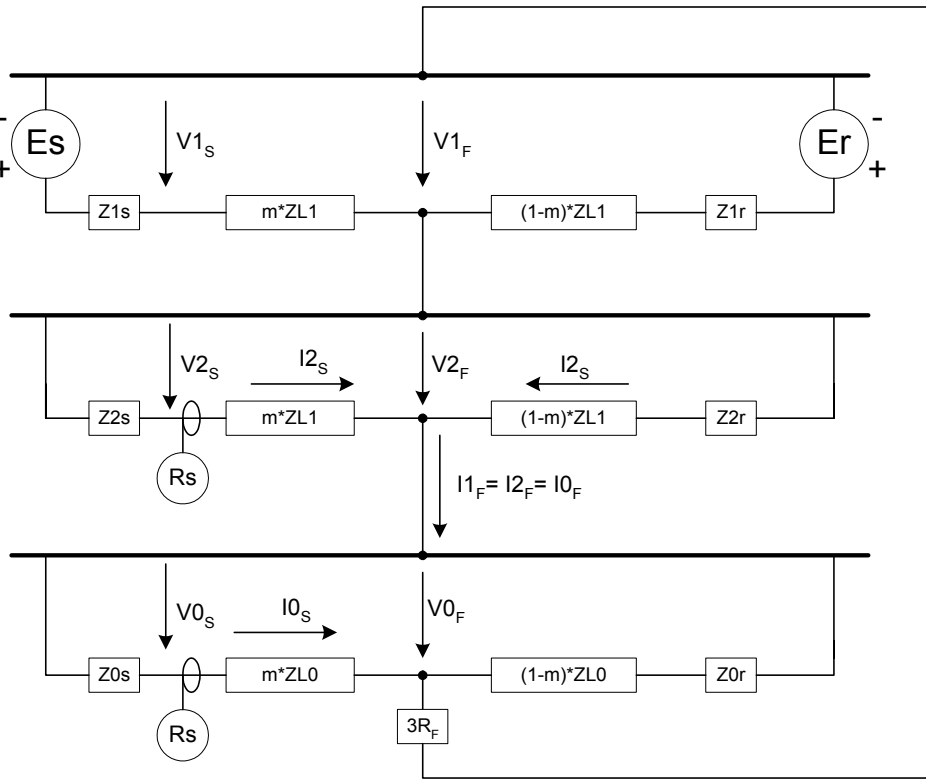 - Es + V1S V1F Er - +
Z1s m*ZL1 (1-m)*ZL1 Z1r
V2S I2S V2F I2S
Z2s m*ZL1 (1-m)*ZL1 Z2r
Rs
I1F= I2F= I0F
V0S I0S V0F
Z0s m*ZL0 (1-m)*ZL0 Z0r
Rs 3RF